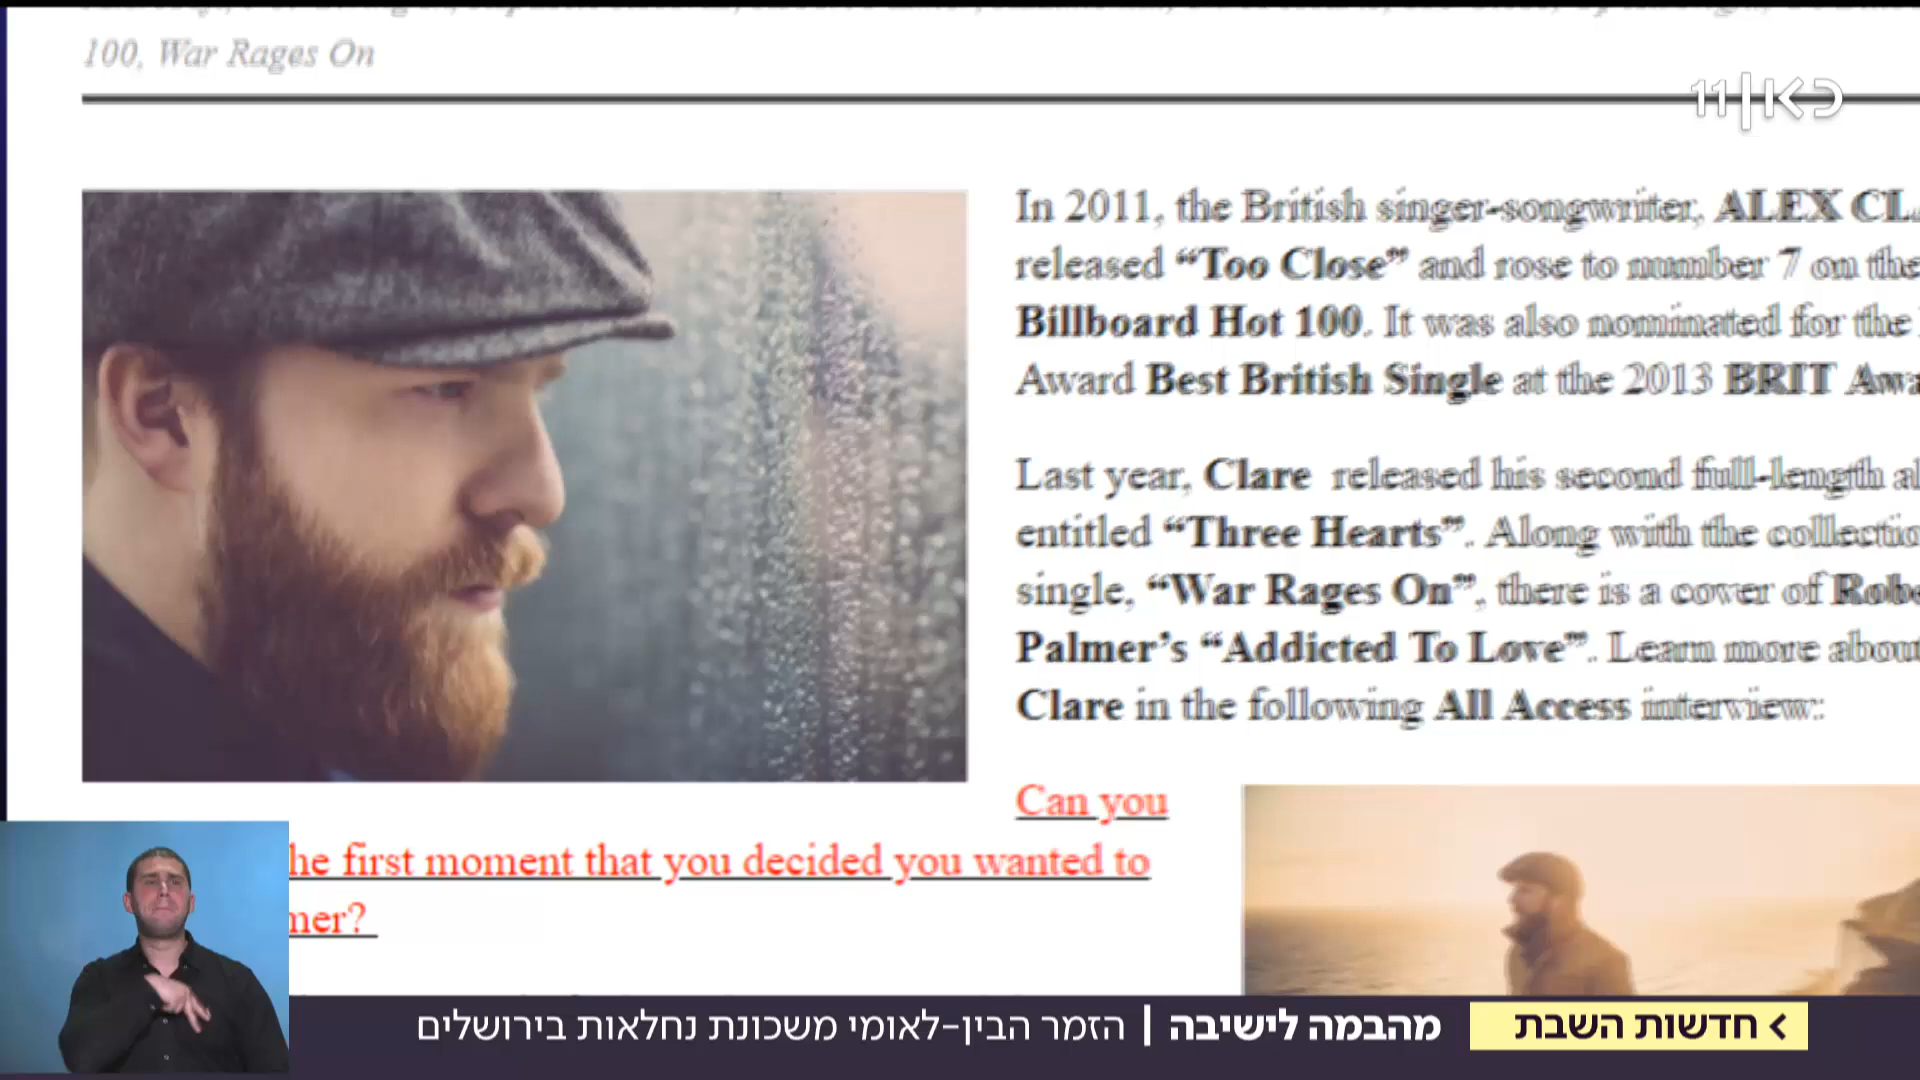 100, War Rages On
כאן 11
In 2011, the British singer-songwriter, ALEX
released “Too Close” and rose to number 7 on the
Billboard Hot 100. It was also nominated for the
Award Best British Single at the 2013 BRIT
Last year, Clare released his second full-length
entitled “Three Hearts”. Along with the
single, “War Rages On”, there is a cover of
Palmer’s “Addicted To Love”. Learn more about
Clare in the following All Access interview:
Can you
he first moment that you decided you wanted to
mer?
חדשות השבת
מהבמה לישיבה | הזמר הבין-לאומי משכונת נחלאות בירושלים